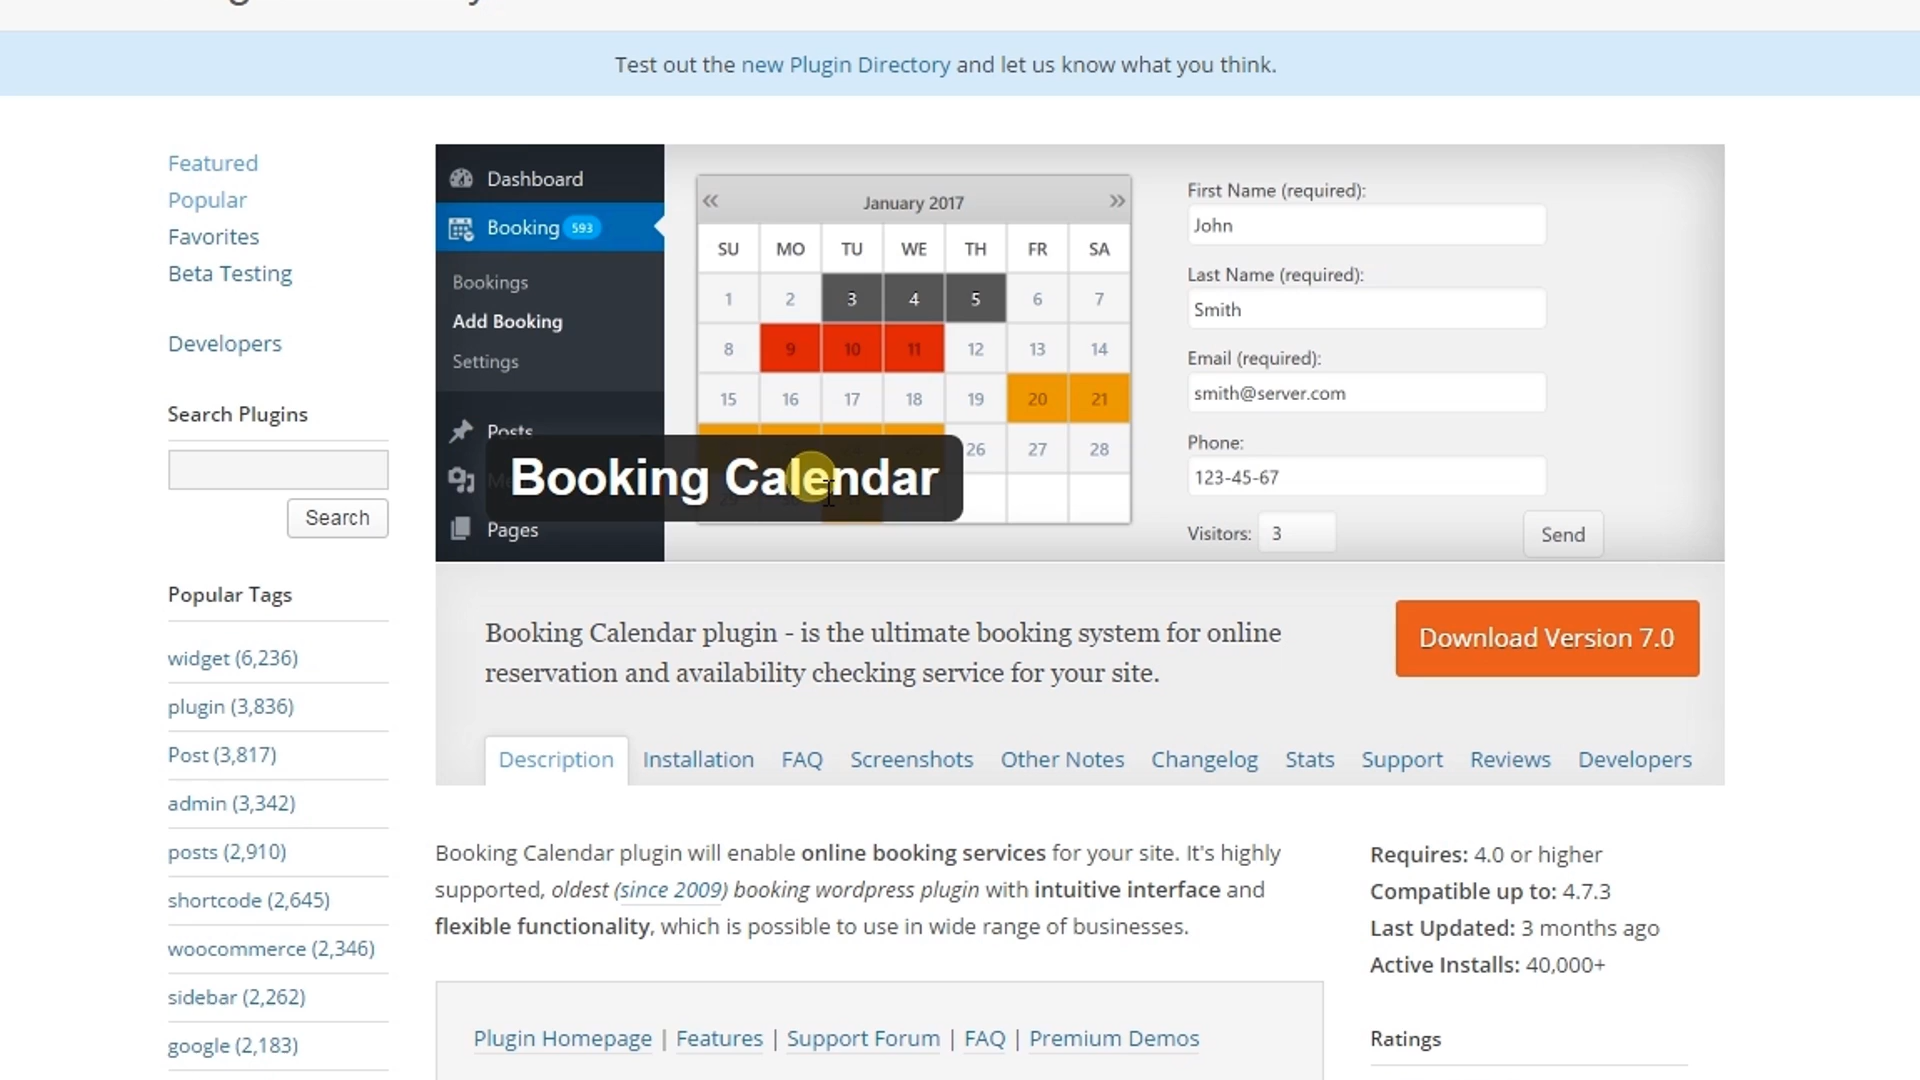 Test out the new Plugin Directory and let us know what you think.
Featured
Popular
Favorites
Beta Testing
Developers
Search Plugins
Search
Popular Tags
widget (6,236)
plugin (3,836)
Post (3,817)
admin (3,342)
posts (2,910)
shortcode (2,645)
woocommerce (2,346)
sidebar (2,262)
google (2,183)
Dashboard
Booking 593
Bookings
Add Booking
Settings
Posts
Pages
« January 2017 »
SU MO TU WE TH FR SA
1 2 3 4 5 6 7
8 9 10 11 12 13 14
15 16 17 18 19 20 21
26 27 28
Booking Calendar
First Name (required):
John
Last Name (required):
Smith
Email (required):
smith@server.com
Phone:
123-45-67
Visitors: 3
Send
Booking Calendar plugin - is the ultimate booking system for online
reservation and availability checking service for your site.
Download Version 7.0
Description Installation FAQ Screenshots Other Notes Changelog Stats Support Reviews Developers
Booking Calendar plugin will enable online booking services for your site. It's highly
supported, oldest (since 2009) booking wordpress plugin with intuitive interface and
flexible functionality, which is possible to use in wide range of businesses.
Plugin Homepage | Features | Support Forum | FAQ | Premium Demos
Requires: 4.0 or higher
Compatible up to: 4.7.3
Last Updated: 3 months ago
Active Installs: 40,000+
Ratings